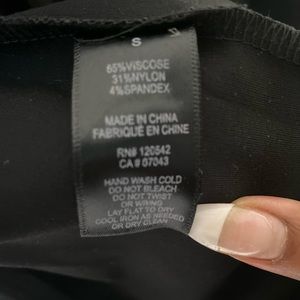 S
65%VISCOSE
31%NYLON
4%SPANDEX
MADE IN CHINA
FABRIQUÉ EN CHINE
RN# 120542
CA# 07043
HAND WASH COLD
DO NOT BLEACH
DO NOT TWIST
OR WRING
LAY FLAT TO DRY
COOL IRON AS NEEDED
OR DRY CLEAN